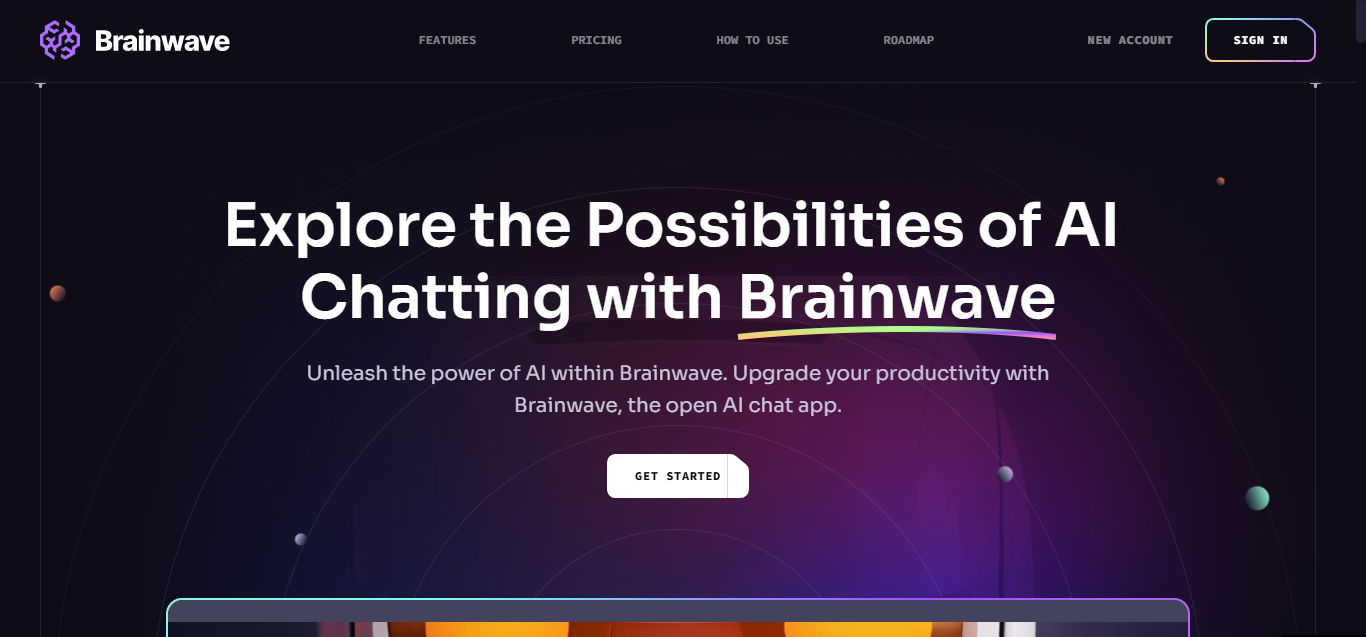 Brainwave
FEATURES
PRICING
HOW TO USE
ROADMAP
NEW ACCOUNT
SIGN IN
Explore the Possibilities of AI
Chatting with Brainwave
Unleash the power of AI within Brainwave. Upgrade your productivity with
Brainwave, the open AI chat app.
GET STARTED